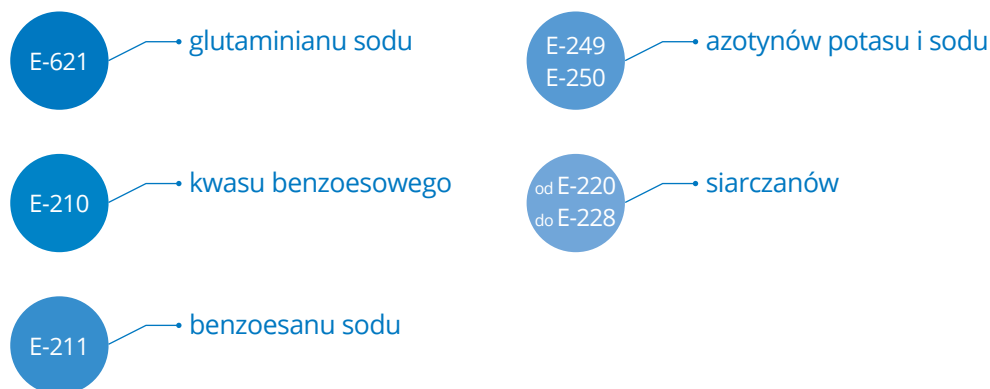 E-621
glutaminianu sodu
E-249
E-250
azotynów potasu i sodu
E-210
kwasu benzoesowego
od E-220
do E-228
siarczanów
E-211
benzoesanu sodu